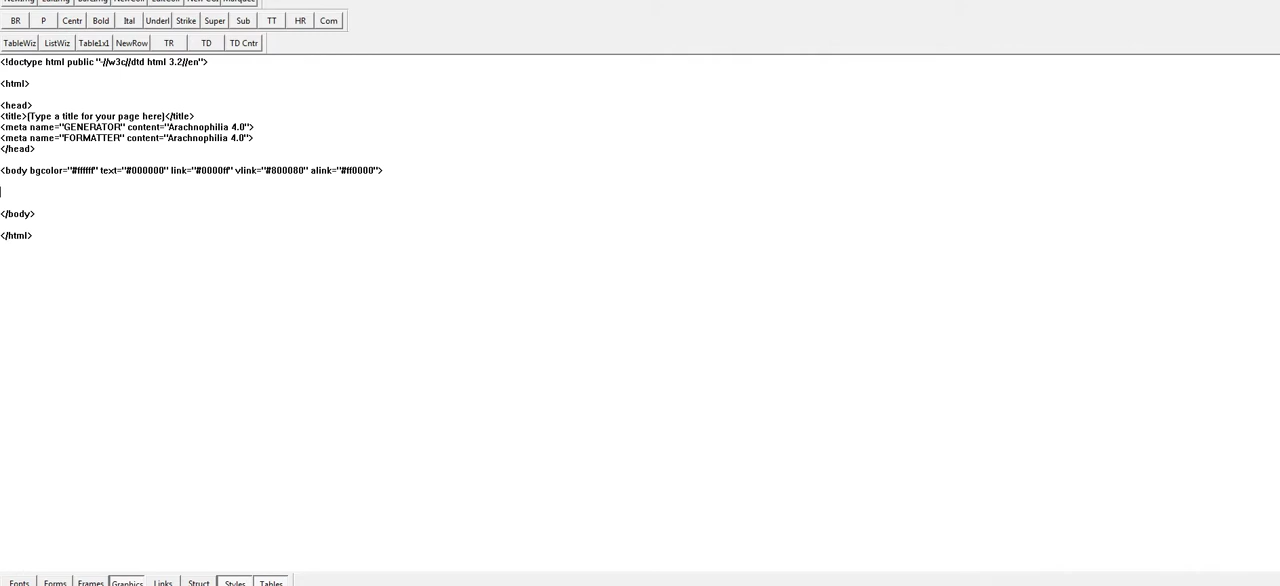 BR P Centr Bold Ital Underl Strike Super Sub TT HR Com
TableWiz ListWiz Table1x1 NewRow TR TD TD Cntr
<!doctype html public "-//w3c//dtd html 3.2//en">
<html>
<head>
<title>(Type a title for your page here)</title>
<meta name="GENERATOR" content="Arachnophilia 4.0">
<meta name="FORMATTER" content="Arachnophilia 4.0">
</head>
<body bgcolor="#ffffff" text="#000000" link="#0000ff" vlink="#800080" alink="#ff0000">
</body>
</html>
Fonts Forms Frames Graphics Links Struct Styles Tables